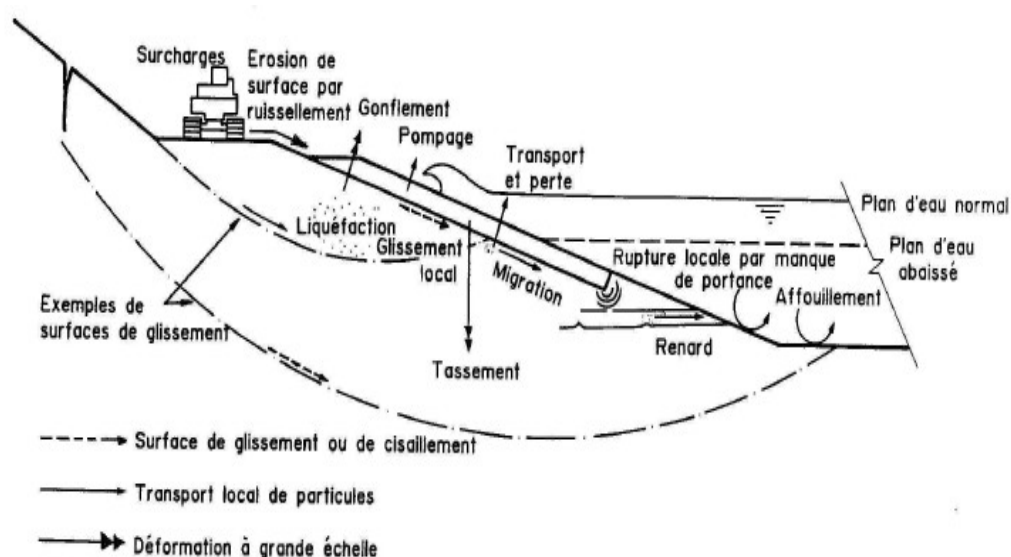 Surcharges
Erosion de
surface par
ruissellement
Gonflement
Pompage
Transport
et perte
Plan d'eau normal
Liquéfaction
Glissement
local
Plan d'eau
abaissé
Rupture locale par manque
de portance
Migration
Affouillement
Exemples de
surfaces de glissement
Renard
Tassement
Surface de glissement ou de cisaillement
Transport local de particules
Déformation à grande échelle